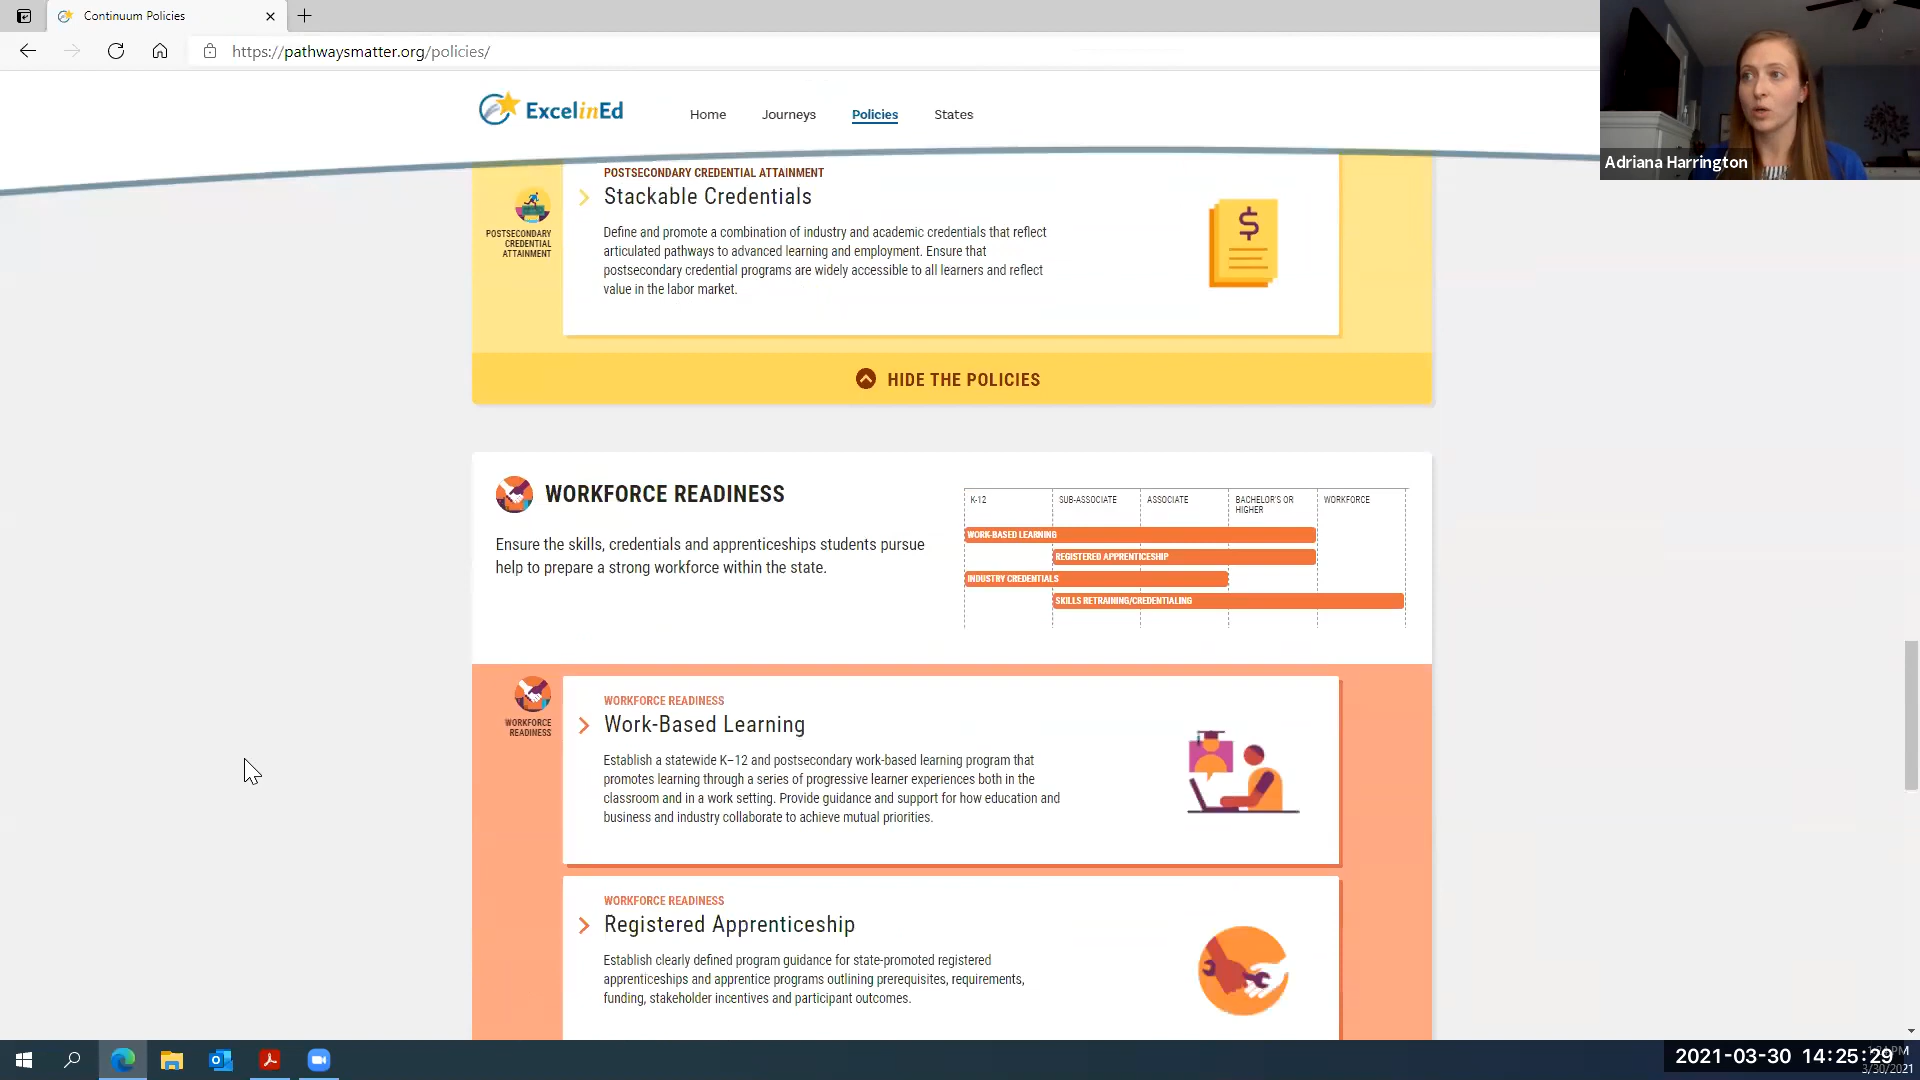 Continuum Policies
https://pathwaysmatter.org/policies/
ExcelinEd
Home
Journeys
Policies
States
Adriana Harrington
POSTSECONDARY
CREDENTIAL
ATTAINMENT
POSTSECONDARY CREDENTIAL ATTAINMENT
Stackable Credentials
Define and promote a combination of industry and academic credentials that reflect
articulated pathways to advanced learning and employment. Ensure that
postsecondary credential programs are widely accessible to all learners and reflect
value in the labor market.
$
HIDE THE POLICIES
WORKFORCE READINESS
Ensure the skills, credentials and apprenticeships students pursue
help to prepare a strong workforce within the state.
K-12
SUB-ASSOCIATE
ASSOCIATE
BACHELOR'S OR
HIGHER
WORKFORCE
WORK-BASED LEARNING
REGISTERED APPRENTICESHIP
INDUSTRY CREDENTIALS
SKILLS RETRAINING/CREDENTIALING
WORKFORCE
READINESS
WORKFORCE READINESS
Work-Based Learning
Establish a statewide K–12 and postsecondary work-based learning program that
promotes learning through a series of progressive learner experiences both in the
classroom and in a work setting. Provide guidance and support for how education and
business and industry collaborate to achieve mutual priorities.
WORKFORCE READINESS
Registered Apprenticeship
Establish clearly defined program guidance for state-promoted registered
apprenticeships and apprentice programs outlining prerequisites, requirements,
funding, stakeholder incentives and participant outcomes.
2021-03-30 14:25:29
3/30/2021